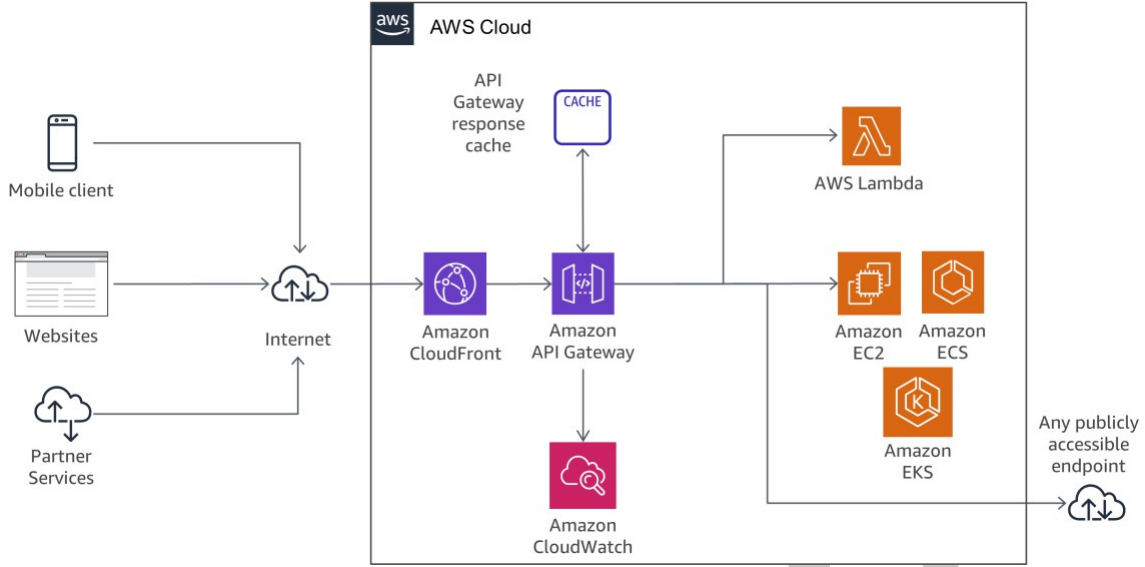 aws
AWS Cloud
API
Gateway
response
cache
CACHE
Mobile client
AWS Lambda
Websites
Internet
Amazon
CloudFront
Amazon
API Gateway
</>
Amazon
EC2
Amazon
ECS
K
Amazon
EKS
Partner
Services
Amazon
CloudWatch
Any publicly
accessible
endpoint